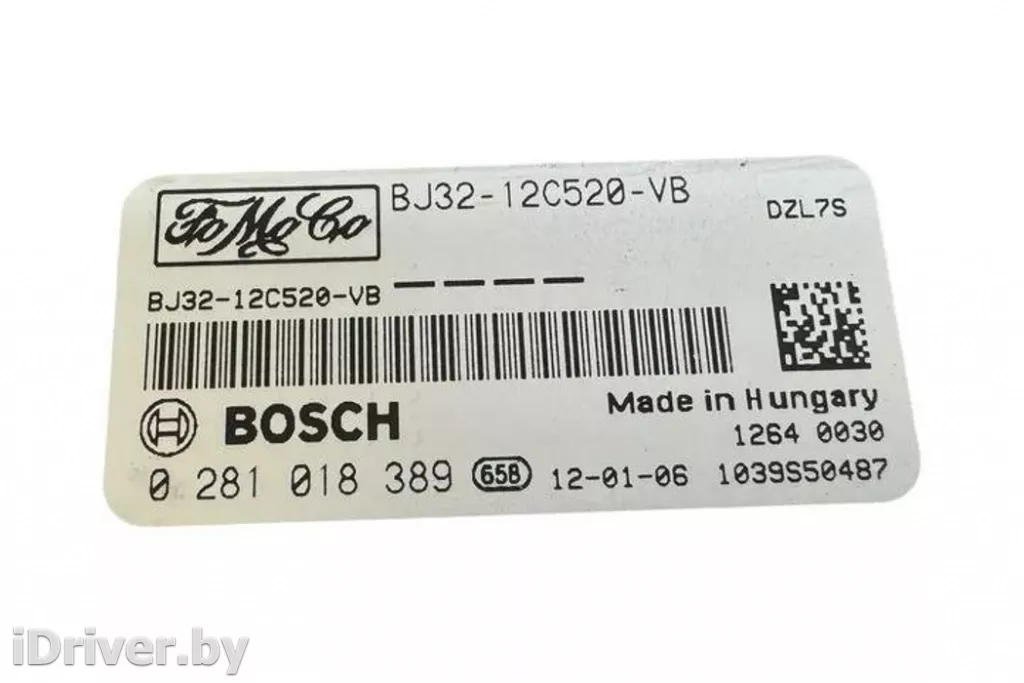 FoMoCo BJ32-12C520-VB DZL7S
BJ32-12C520-VB
BOSCH
Made in Hungary
1264 0030
0 281 018 389 658 12-01-06 1039S50487
iDriver.by